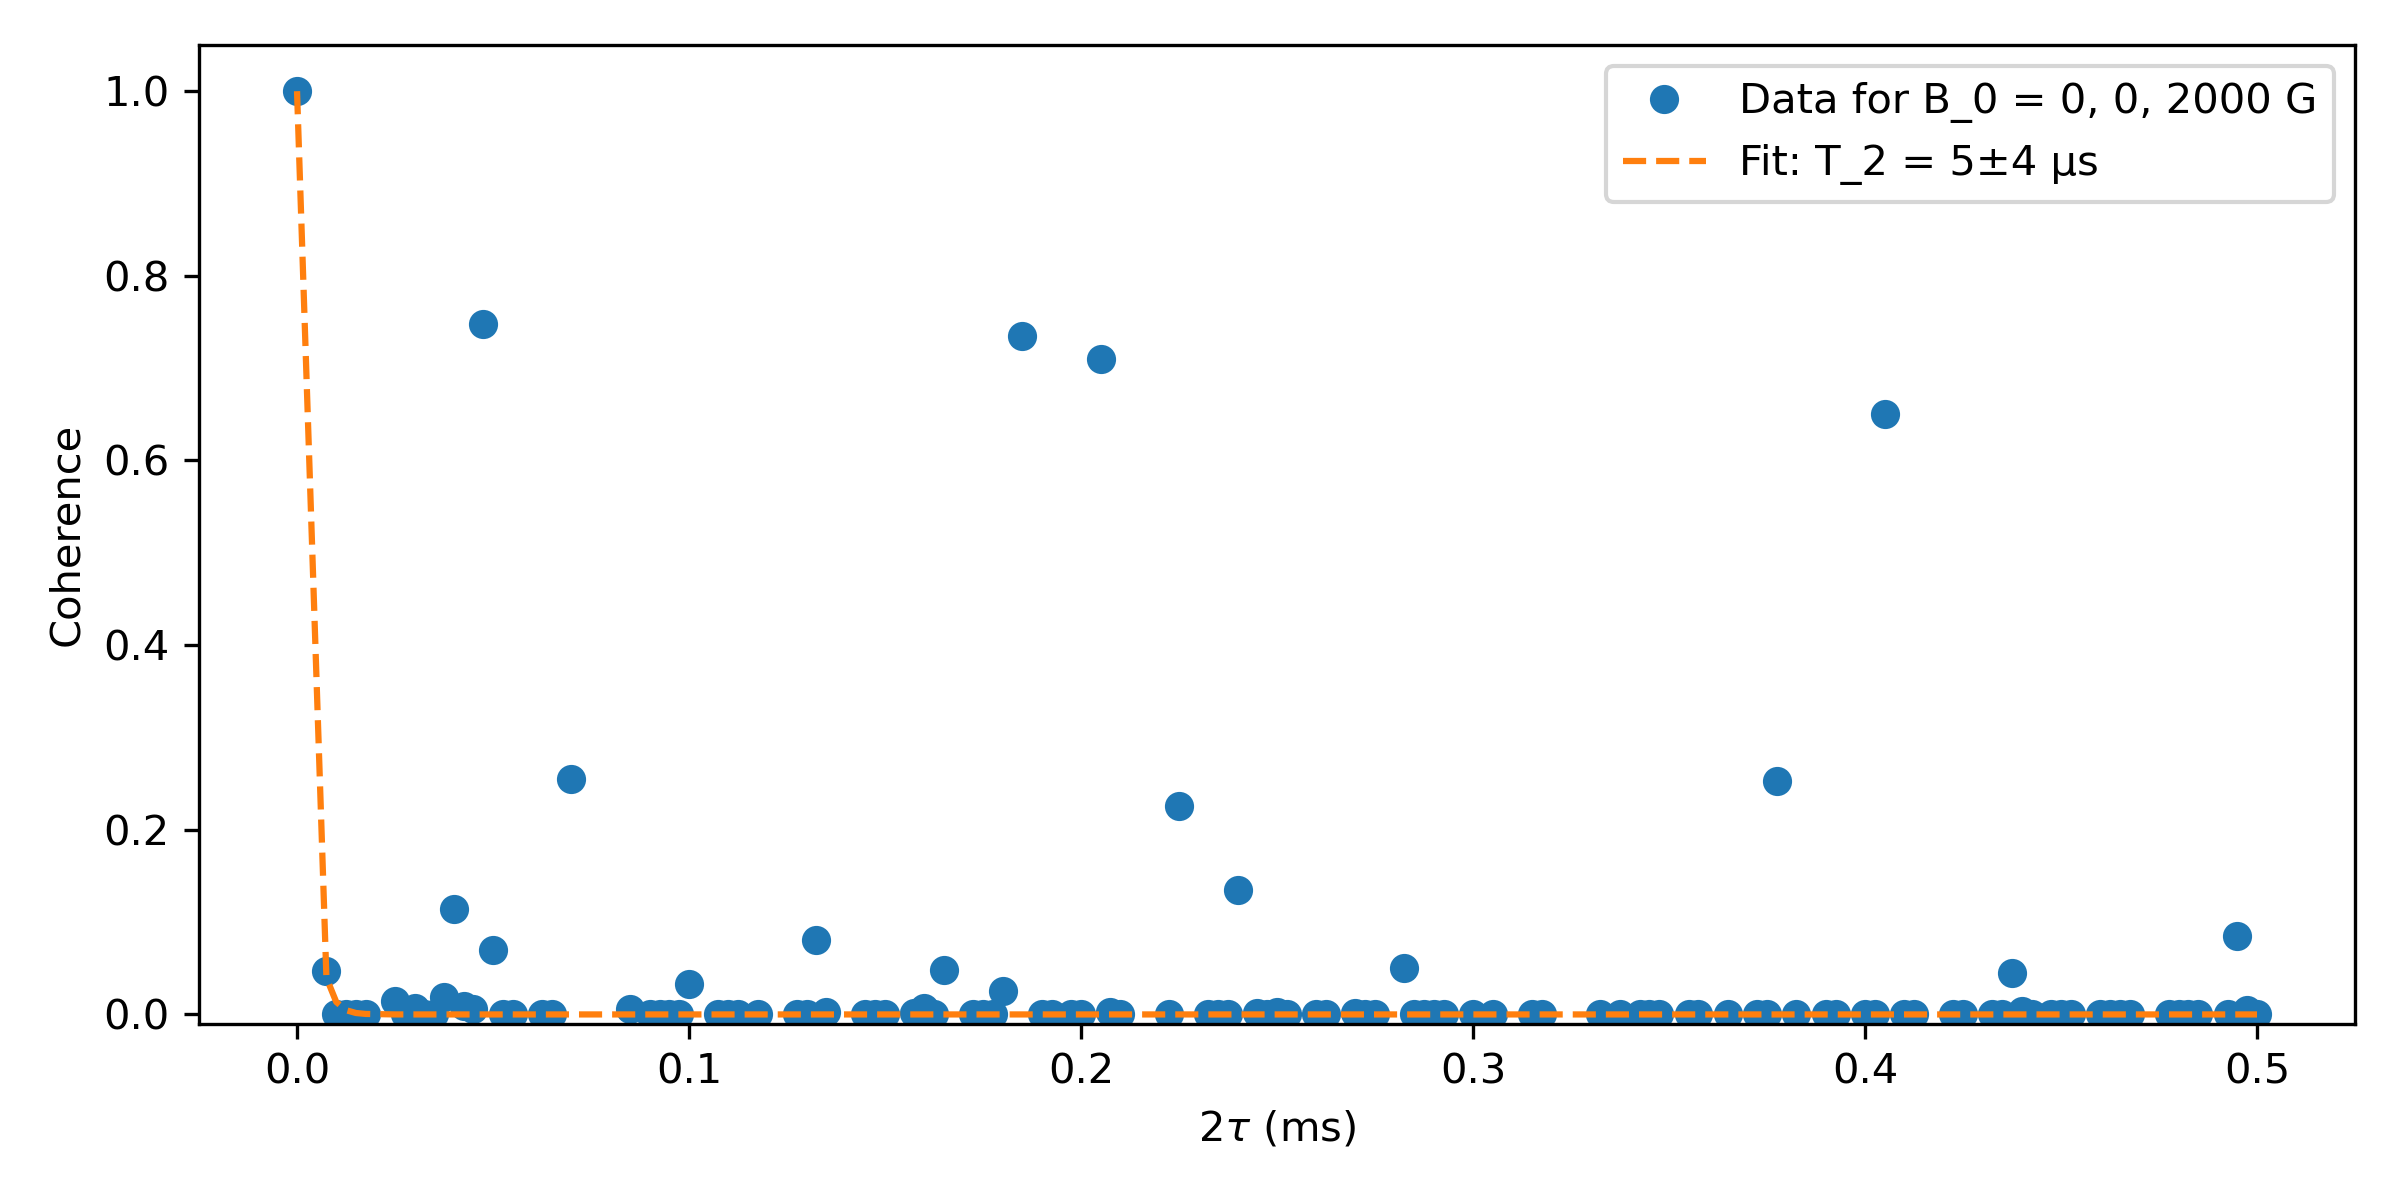 Data for B_0 = 0, 0, 2000 G
Fit: T_2 = 5±4 μs
Coherence
1.0
0.8
0.6
0.4
0.2
0.0
0.0 0.1 0.2 0.3 0.4 0.5
2τ (ms)